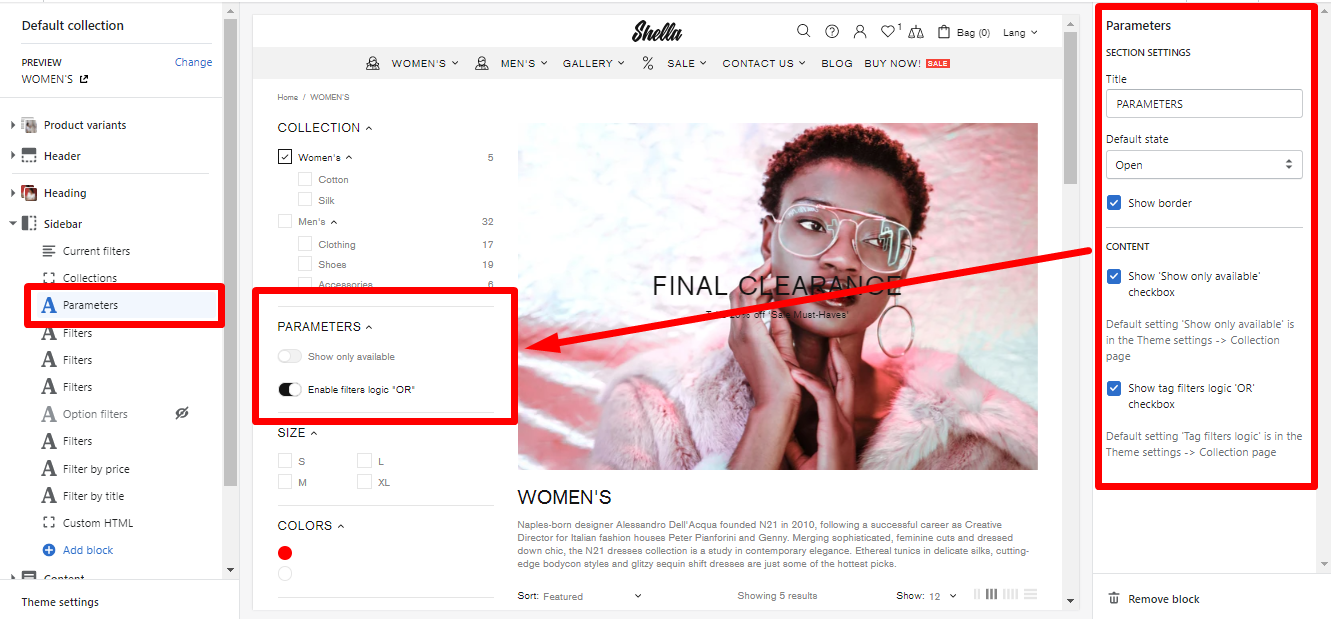 Default collection
PREVIEW
Change
WOMEN'S
Product variants
Header
Heading
Sidebar
Current filters
Collections
Parameters
Filters
Filters
Filters
Option filters
Filters
Filter by price
Filter by title
Custom HTML
Add block
Content
Theme settings
Shella
1
Bag (0)
Lang
WOMEN'S
MEN'S
GALLERY
SALE
CONTACT US
BLOG
BUY NOW!
SALE
Home / WOMEN'S
COLLECTION
Women's 5
Cotton
Silk
Men's 32
Clothing 17
Shoes 19
Accessories 6
PARAMETERS
Show only available
Enable filters logic "OR"
SIZE
S L
M XL
COLORS
FINAL CLEARANCE
Take 20% off 'Sale Must-Haves'
WOMEN'S
Naples-born designer Alessandro Dell'Acqua founded N21 in 2010, following a successful career as Creative
Director for Italian fashion houses Peter Pianforini and Genny. Merging sophisticated, feminine cuts and dressed
down chic, the N21 dresses collection is a study in contemporary elegance. Ethereal tunics in delicate silks, cutting-
edge bodycon styles and glitzy sequin shift dresses are just some of the hottest picks.
Sort: Featured
Showing 5 results
Show: 12
Parameters
SECTION SETTINGS
Title
PARAMETERS
Default state
Open
Show border
CONTENT
Show 'Show only available'
checkbox
Default setting 'Show only available' is
in the Theme settings -> Collection
page
Show tag filters logic 'OR'
checkbox
Default setting 'Tag filters logic' is in the
Theme settings -> Collection page
Remove block